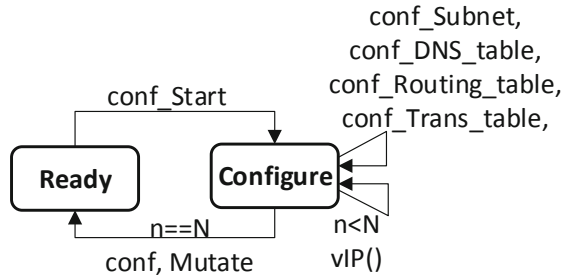 conf_Subnet,
conf_DNS_table,
conf_Routing_table,
conf_Trans_table,
conf_Start
Ready
Configure
n==N
conf, Mutate
n<N
vIP()